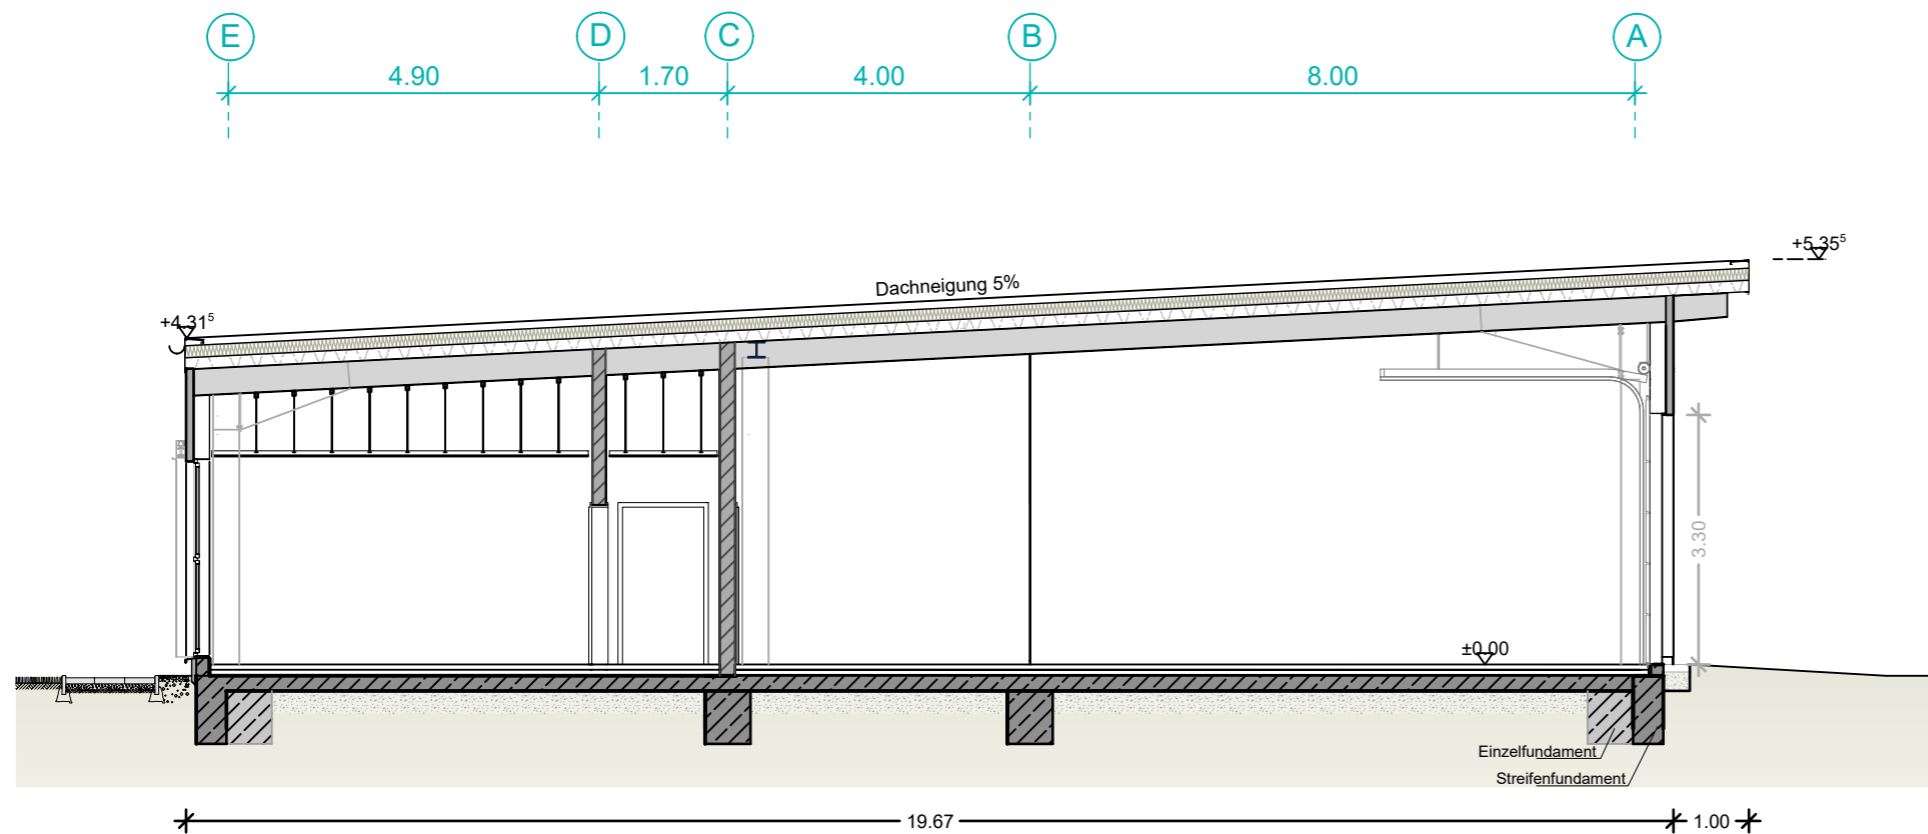 E D C B A
4.90 1.70 4.00 8.00
+5.35⁵
Dachneigung 5%
+4.31⁵
3.30
±0.00
Einzelfundament
Streifenfundament
19.67 1.00